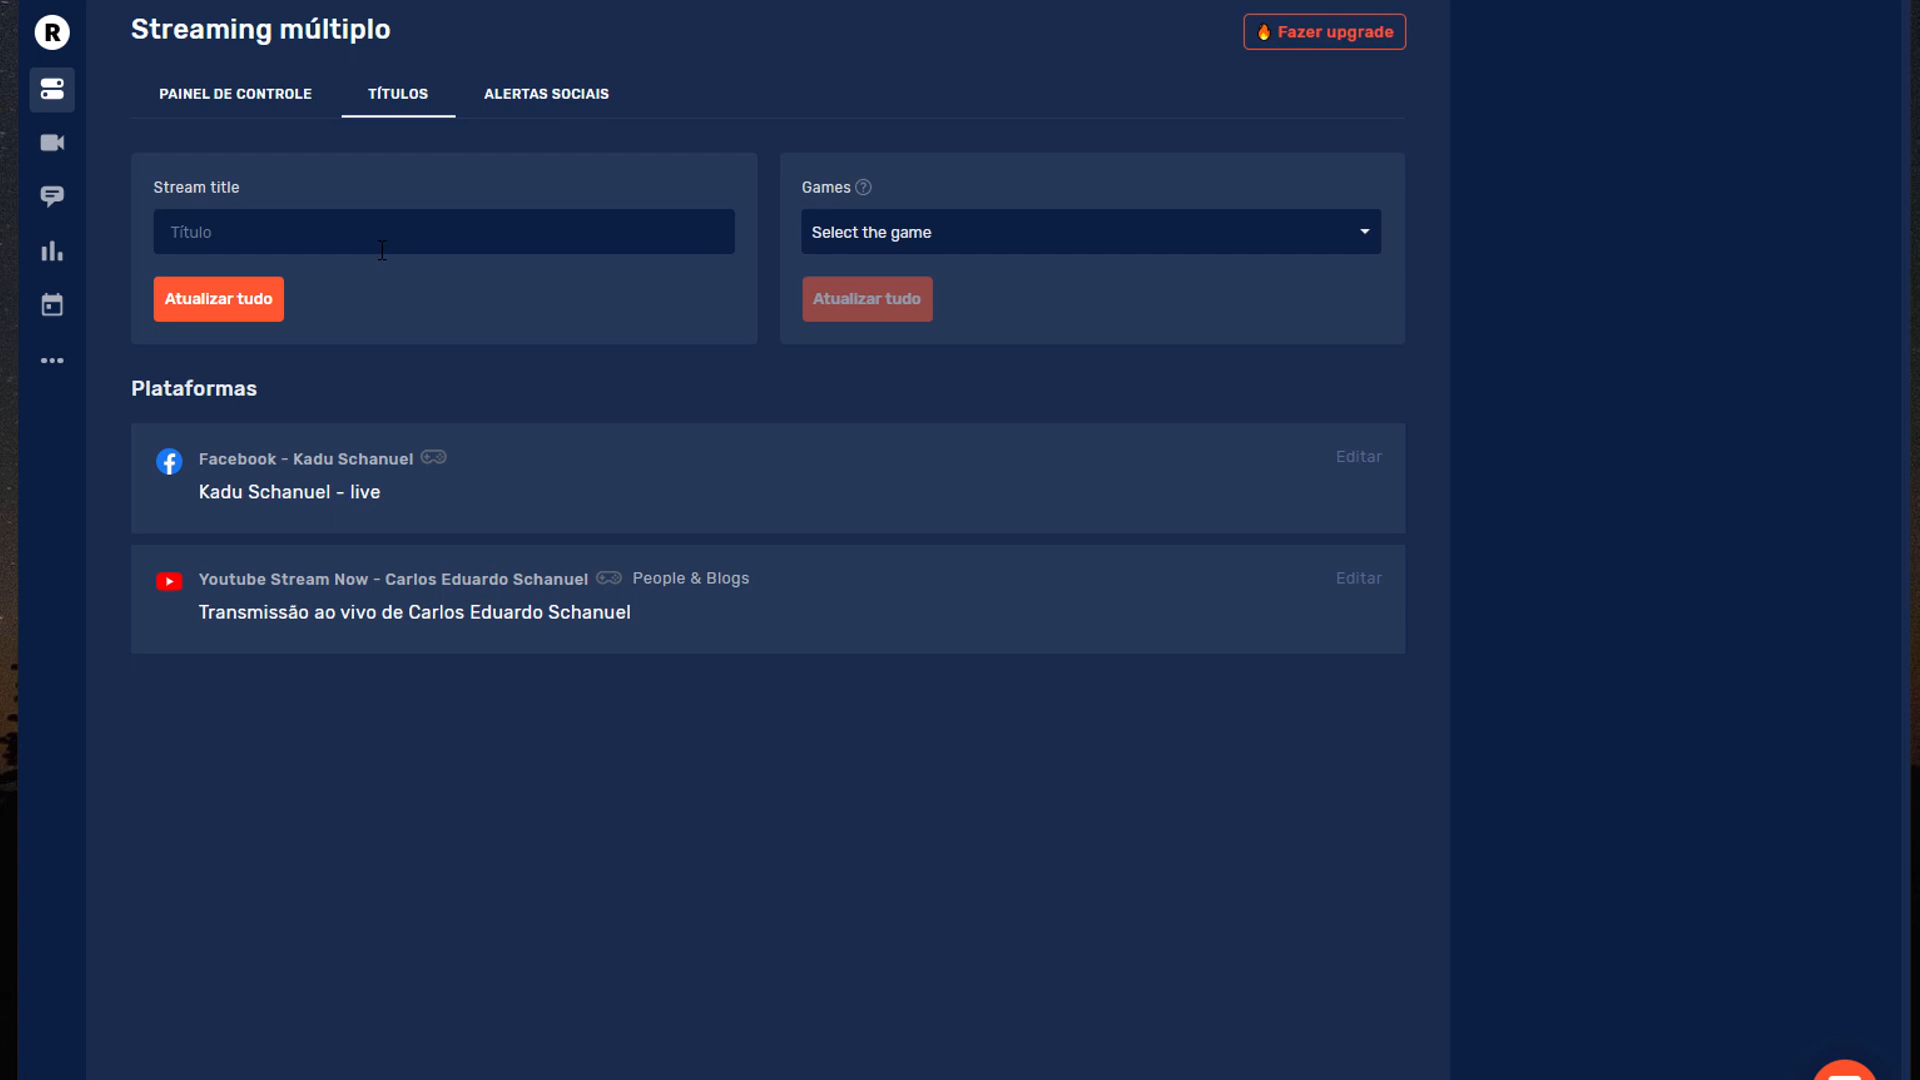 R
Streaming múltiplo
Fazer upgrade
PAINEL DE CONTROLE
TÍTULOS
ALERTAS SOCIAIS
Stream title
Título
Atualizar tudo
Games ?
Select the game
Atualizar tudo
Plataformas
Facebook - Kadu Schanuel
Editar
Kadu Schanuel - live
Youtube Stream Now - Carlos Eduardo Schanuel People & Blogs
Editar
Transmissão ao vivo de Carlos Eduardo Schanuel